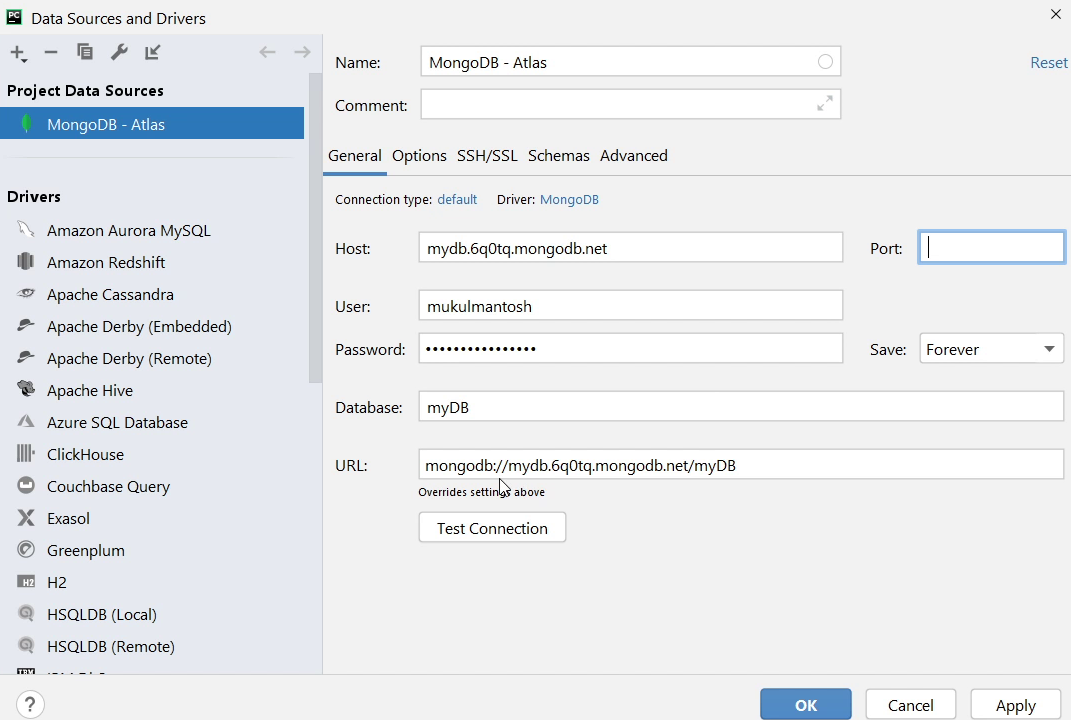 PC Data Sources and Drivers
Project Data Sources
MongoDB - Atlas
Drivers
Amazon Aurora MySQL
Amazon Redshift
Apache Cassandra
Apache Derby (Embedded)
Apache Derby (Remote)
Apache Hive
Azure SQL Database
ClickHouse
Couchbase Query
Exasol
Greenplum
H2 H2
HSQLDB (Local)
HSQLDB (Remote)
Name: MongoDB - Atlas Reset
Comment:
General Options SSH/SSL Schemas Advanced
Connection type: default Driver: MongoDB
Host: mydb.6q0tq.mongodb.net Port:
User: mukulmantosh
Password: •••••••••••••••• Save: Forever
Database: myDB
URL: mongodb://mydb.6q0tq.mongodb.net/myDB
Overrides settings above
Test Connection
? OK Cancel Apply